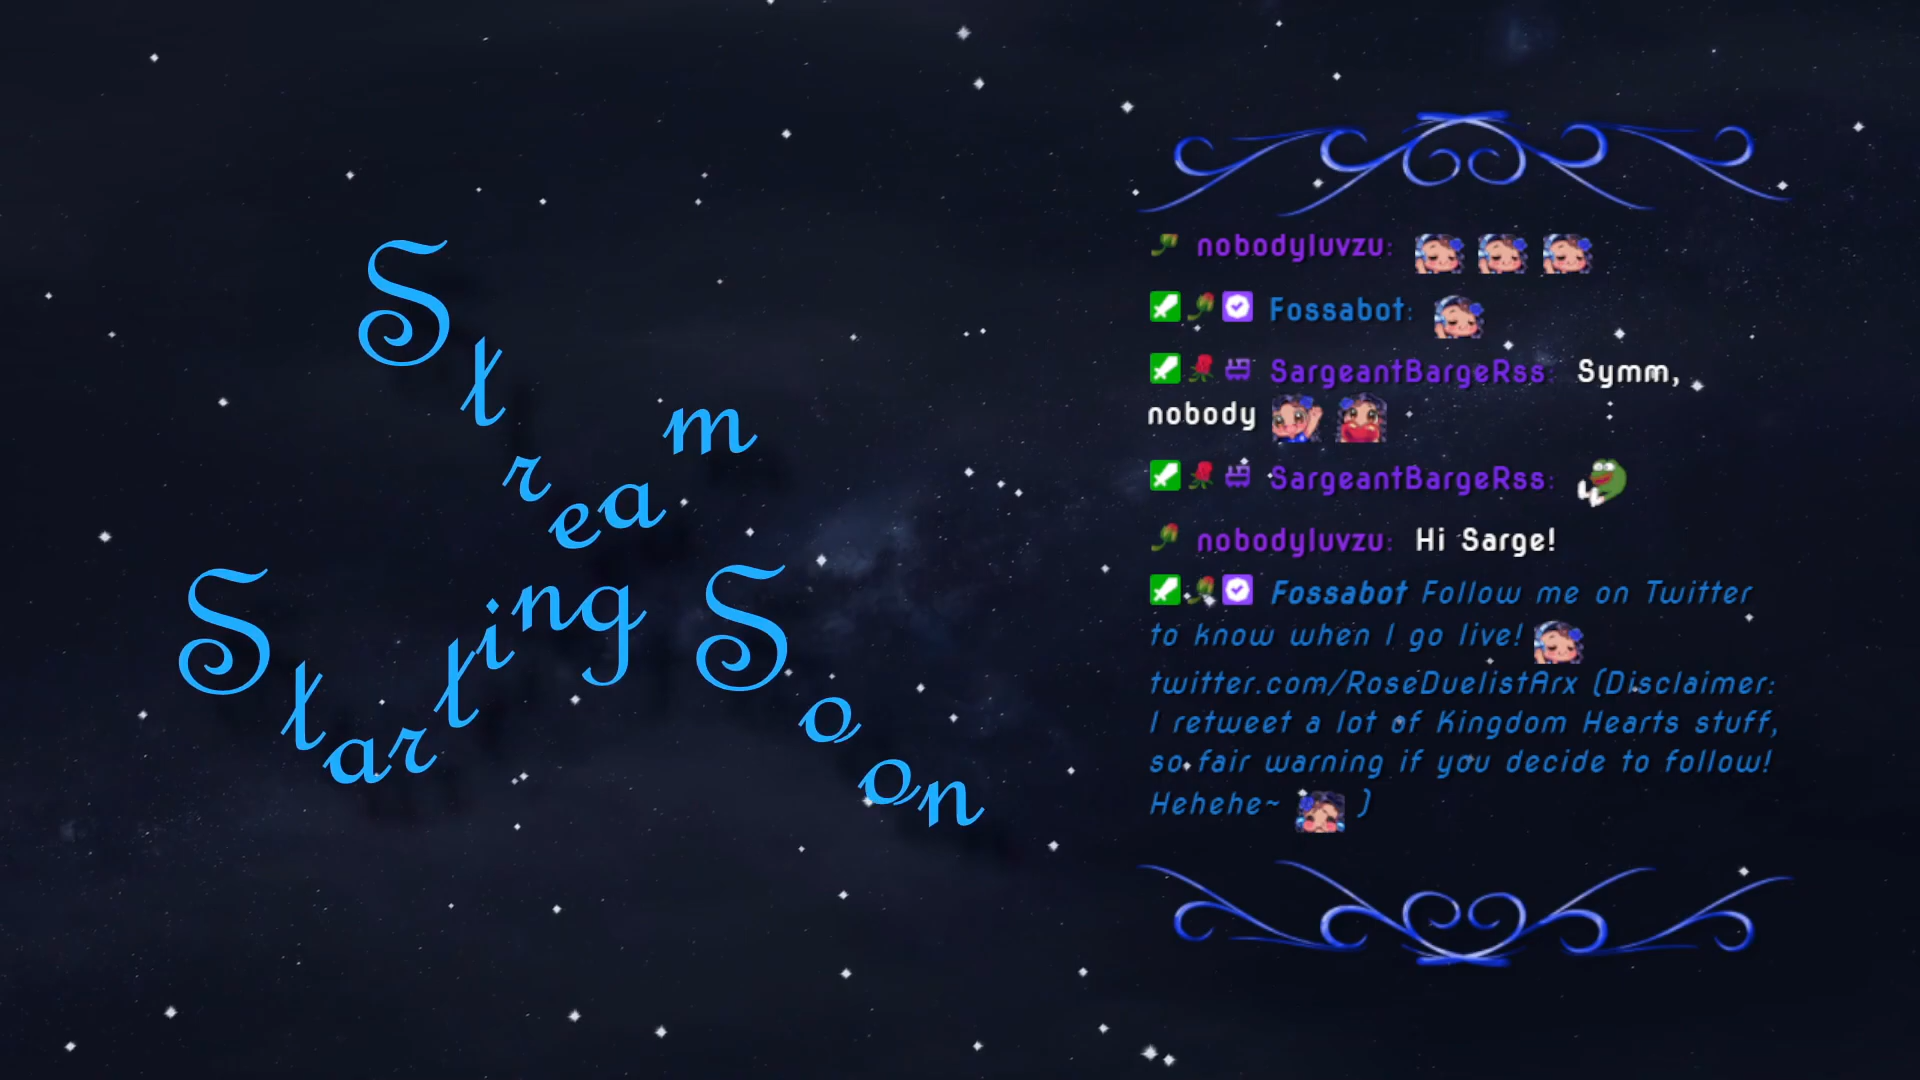 Stream
Starting Soon
nobodyluvzu:
Fossabot:
SargeantBargeRss: Symm,
nobody
SargeantBargeRss:
nobodyluvzu: Hi Sarge!
Fossabot Follow me on Twitter
to know when I go live!
twitter.com/RoseDuelistArx (Disclaimer:
I retweet a lot of Kingdom Hearts stuff,
so fair warning if you decide to follow!
Hehehe~ )